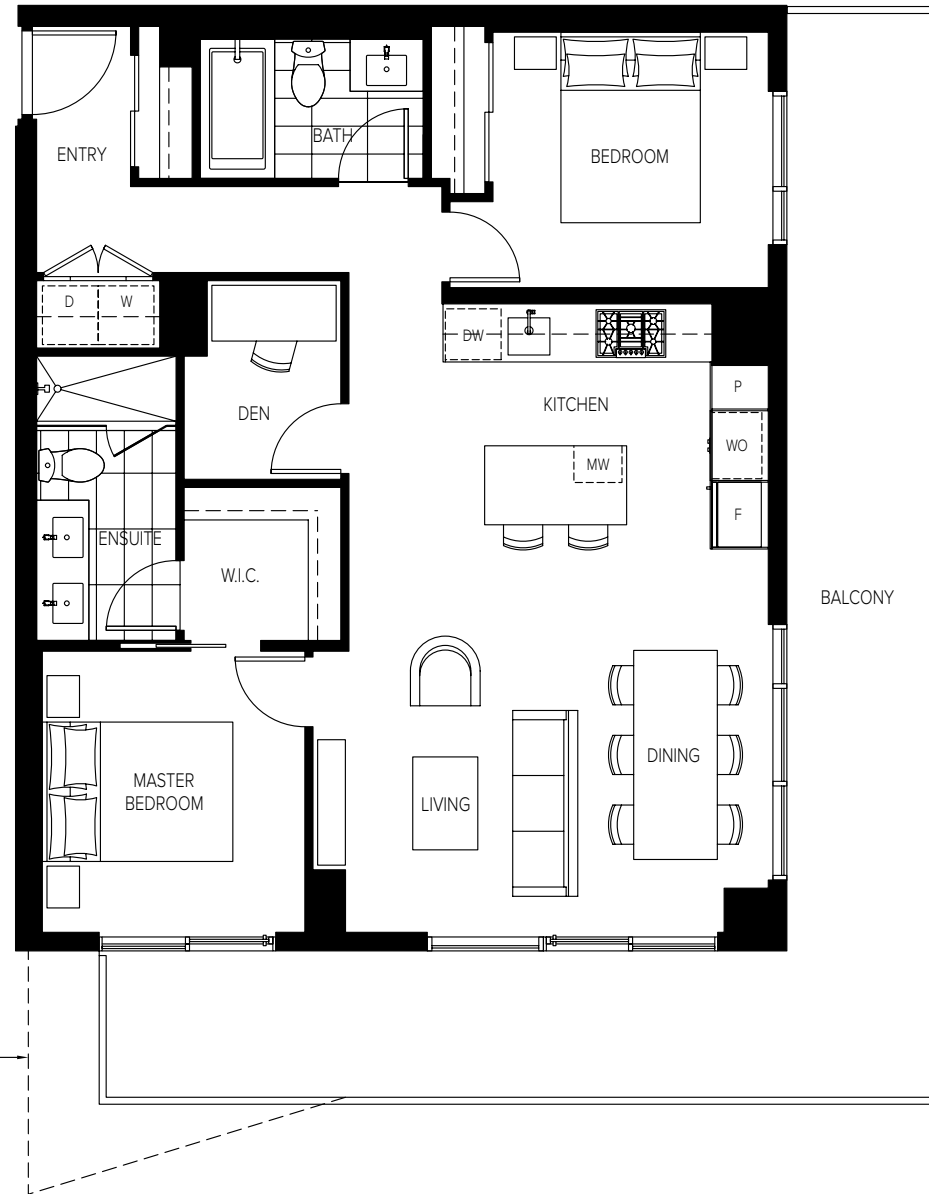 BATH
ENTRY
BEDROOM
D
W
DW
P
KITCHEN
DEN
WO
MW
F
ENSUITE
W.I.C.
BALCONY
MASTER
BEDROOM
LIVING
DINING